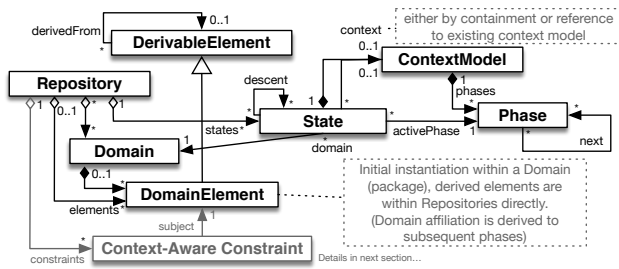 derivedFrom
*
0..1
DerivableElement
context
either by containment or reference
to existing context model
0..1
0..1
ContextModel
Repository
descent
*
*
1
*
1
phases
*
1
0..1
*
1
states
*
State
*
activePhase
1
Phase
*
*
next
*
Domain
1
*
domain
0..1
*
DomainElement
elements
*
Initial instantiation within a Domain
(package), derived elements are
within Repositories directly.
(Domain affiliation is derived to
subsequent phases)
subject
1
*
constraints
Context-Aware Constraint
Details in next section...